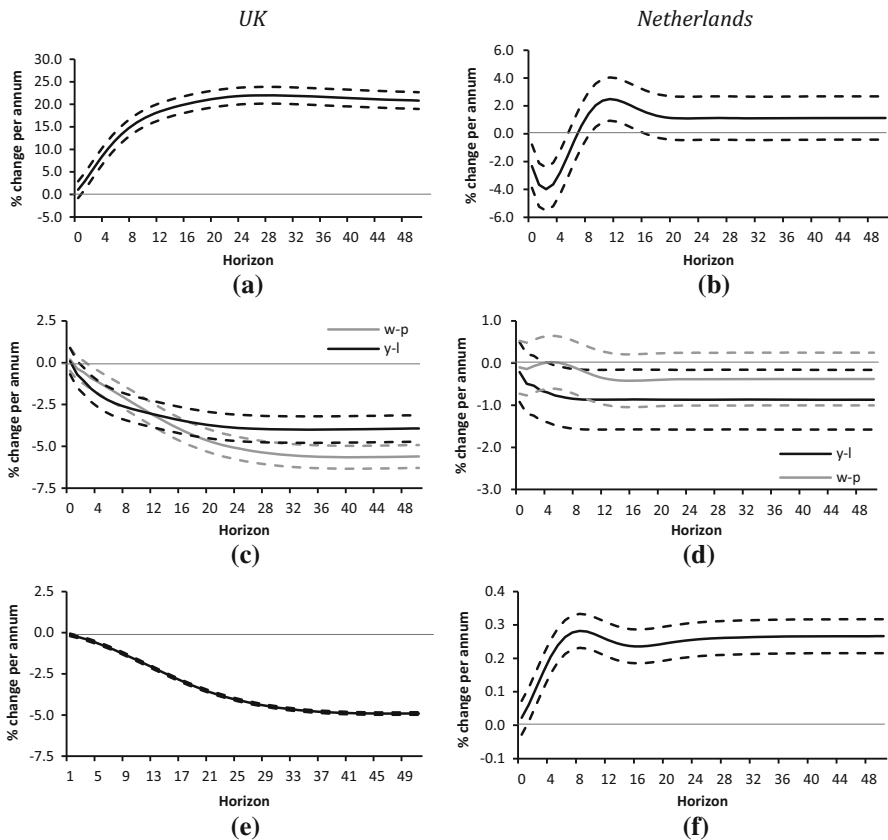 UK
Netherlands
% change per annum
30.0
25.0
20.0
15.0
10.0
5.0
0.0
-5.0
0 4 8 12 16 20 24 28 32 36 40 44 48
Horizon
(a)
% change per annum
6.0
4.0
2.0
0.0
-2.0
-4.0
-6.0
0 4 8 12 16 20 24 28 32 36 40 44 48
Horizon
(b)
% change per annum
2.5
0.0
-2.5
-5.0
-7.5
w-p
y-l
0 4 8 12 16 20 24 28 32 36 40 44 48
Horizon
(c)
% change per annum
1.0
0.0
-1.0
-2.0
-3.0
y-l
w-p
0 4 8 12 16 20 24 28 32 36 40 44 48
Horizon
(d)
% change per annum
2.5
0.0
-2.5
-5.0
-7.5
1 5 9 13 17 21 25 29 33 37 41 45 49
Horizon
(e)
% change per annum
0.4
0.3
0.2
0.1
0.0
-0.1
0 4 8 12 16 20 24 28 32 36 40 44 48
Horizon
(f)